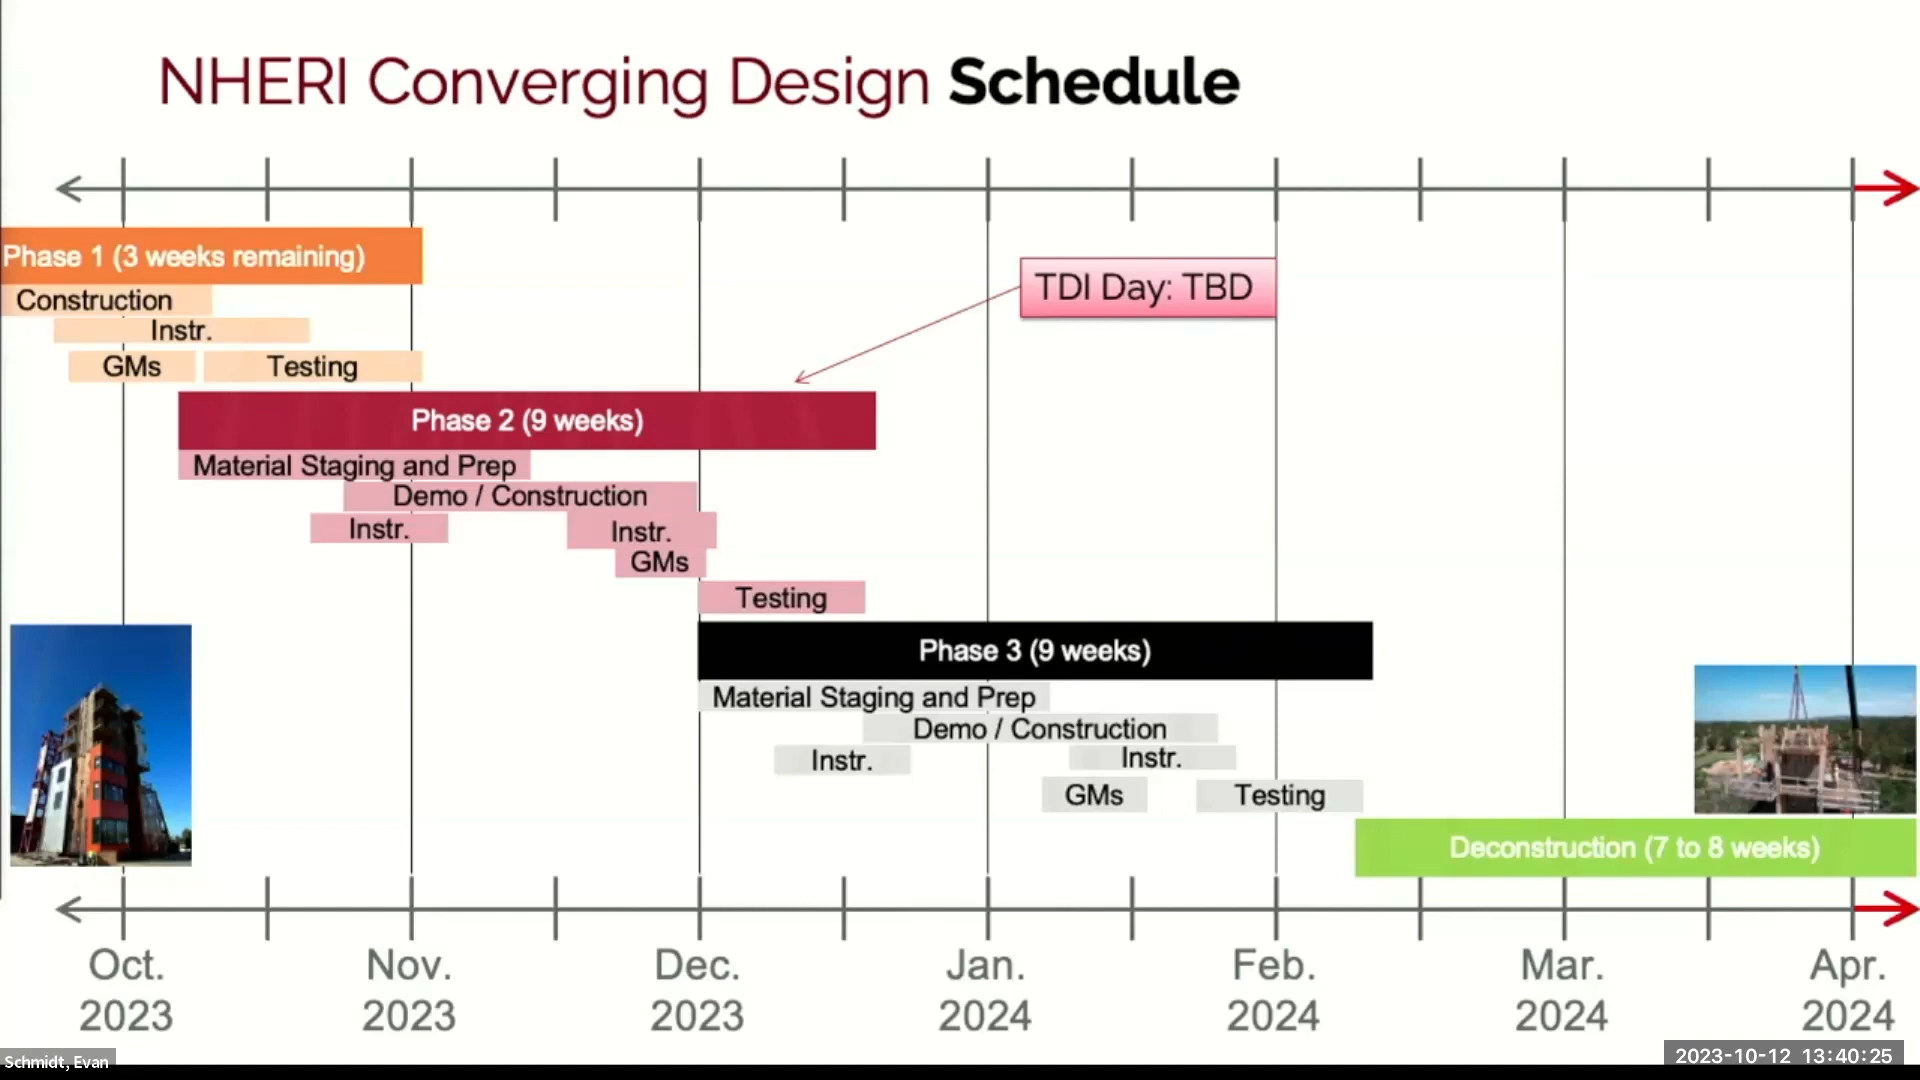 NHERI Converging Design Schedule
Phase 1 (3 weeks remaining)
Construction
Instr.
GMs
Testing
TDI Day: TBD
Phase 2 (9 weeks)
Material Staging and Prep
Demo / Construction
Instr.
Instr.
GMs
Testing
Phase 3 (9 weeks)
Material Staging and Prep
Demo / Construction
Instr.
Instr.
GMs
Testing
Deconstruction (7 to 8 weeks)
Oct.
2023
Nov.
2023
Dec.
2023
Jan.
2024
Feb.
2024
Mar.
2024
Apr.
2024
Schmidt, Evan
2023-10-12 13:40:25